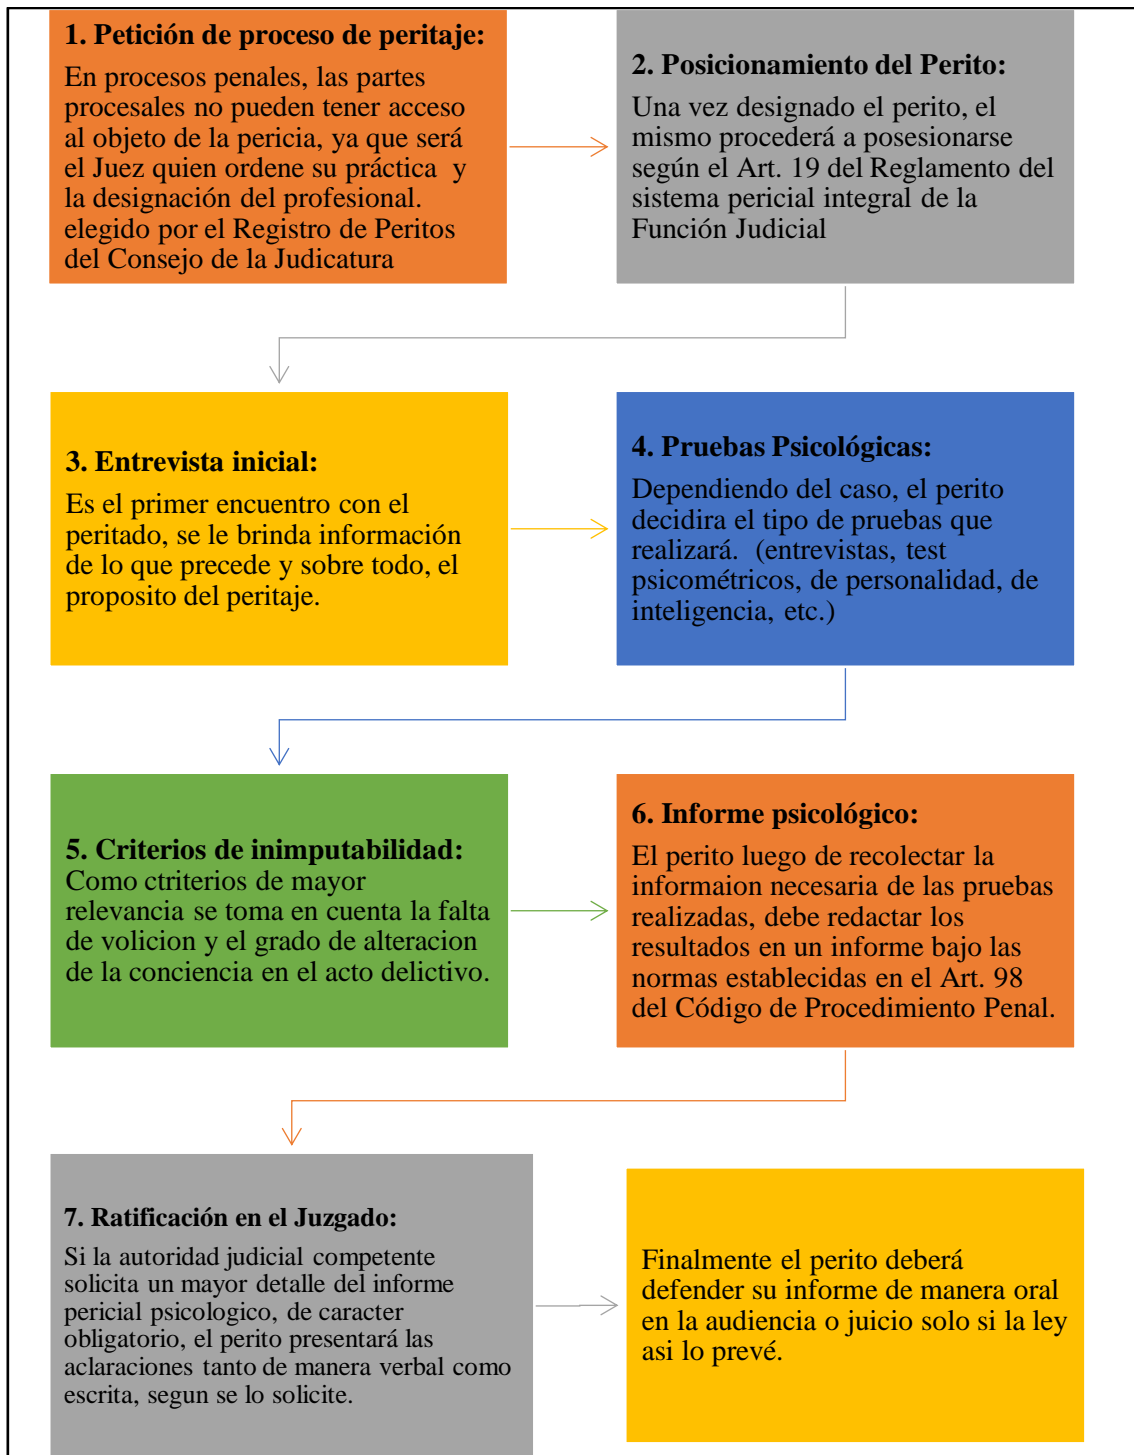 1. Petición de proceso de peritaje:
En procesos penales, las partes
procesales no pueden tener acceso
al objeto de la pericia, ya que será
el Juez quien ordene su práctica y
la designación del profesional.
elegido por el Registro de Peritos
del Consejo de la Judicatura
2. Posicionamiento del Perito:
Una vez designado el perito, el
mismo procederá a posesionarse
según el Art. 19 del Reglamento del
sistema pericial integral de la
Función Judicial
3. Entrevista inicial:
Es el primer encuentro con el
peritado, se le brinda información
de lo que precede y sobre todo, el
proposito del peritaje.
4. Pruebas Psicológicas:
Dependiendo del caso, el perito
decidira el tipo de pruebas que
realizará. (entrevistas, test
psicométricos, de personalidad, de
inteligencia, etc.)
5. Criterios de inimputabilidad:
Como ctriterios de mayor
relevancia se toma en cuenta la falta
de volicion y el grado de alteracion
de la conciencia en el acto delictivo.
6. Informe psicológico:
El perito luego de recolectar la
informaion necesaria de las pruebas
realizadas, debe redactar los
resultados en un informe bajo las
normas establecidas en el Art. 98
del Código de Procedimiento Penal.
7. Ratificación en el Juzgado:
Si la autoridad judicial competente
solicita un mayor detalle del informe
pericial psicologico, de caracter
obligatorio, el perito presentará las
aclaraciones tanto de manera verbal como
escrita, segun se lo solicite.
Finalmente el perito deberá
defender su informe de manera oral
en la audiencia o juicio solo si la ley
asi lo prevé.